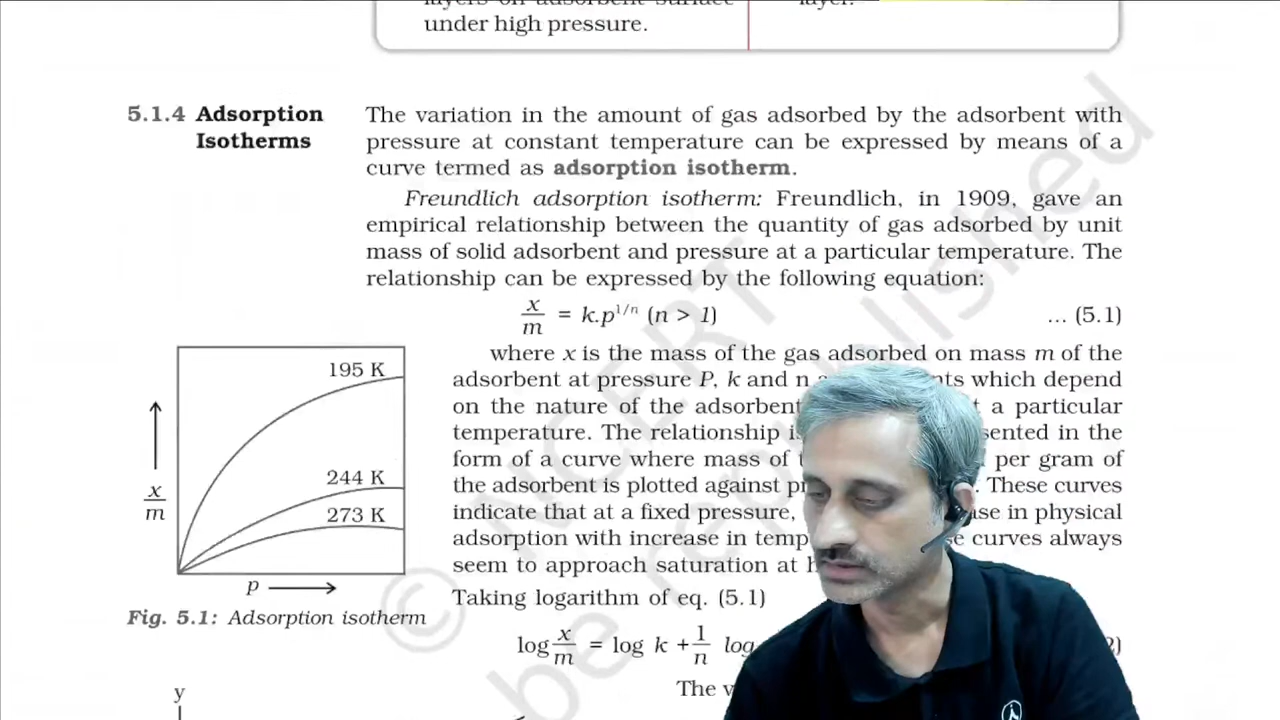 layers on adsorbent surface
under high pressure.
layer.
5.1.4 Adsorption
Isotherms
The variation in the amount of gas adsorbed by the adsorbent with
pressure at constant temperature can be expressed by means of a
curve termed as adsorption isotherm.
Freundlich adsorption isotherm: Freundlich, in 1909, gave an
empirical relationship between the quantity of gas adsorbed by unit
mass of solid adsorbent and pressure at a particular temperature. The
relationship can be expressed by the following equation:
x/m = k.p^1/n (n > 1) ... (5.1)
where x is the mass of the gas adsorbed on mass m of the
adsorbent at pressure P, k and n which depend
on the nature of the adsorbent a particular
temperature. The relationship in the
form of a curve where mass of per gram of
the adsorbent is plotted against These curves
indicate that at a fixed pressure, in physical
adsorption with increase in curves always
seem to approach saturation at
Taking logarithm of eq. (5.1)
log x/m = log k + 1/n log
The
195 K
244 K
273 K
x/m
p
Fig. 5.1: Adsorption isotherm
y
© NCERT
be republished